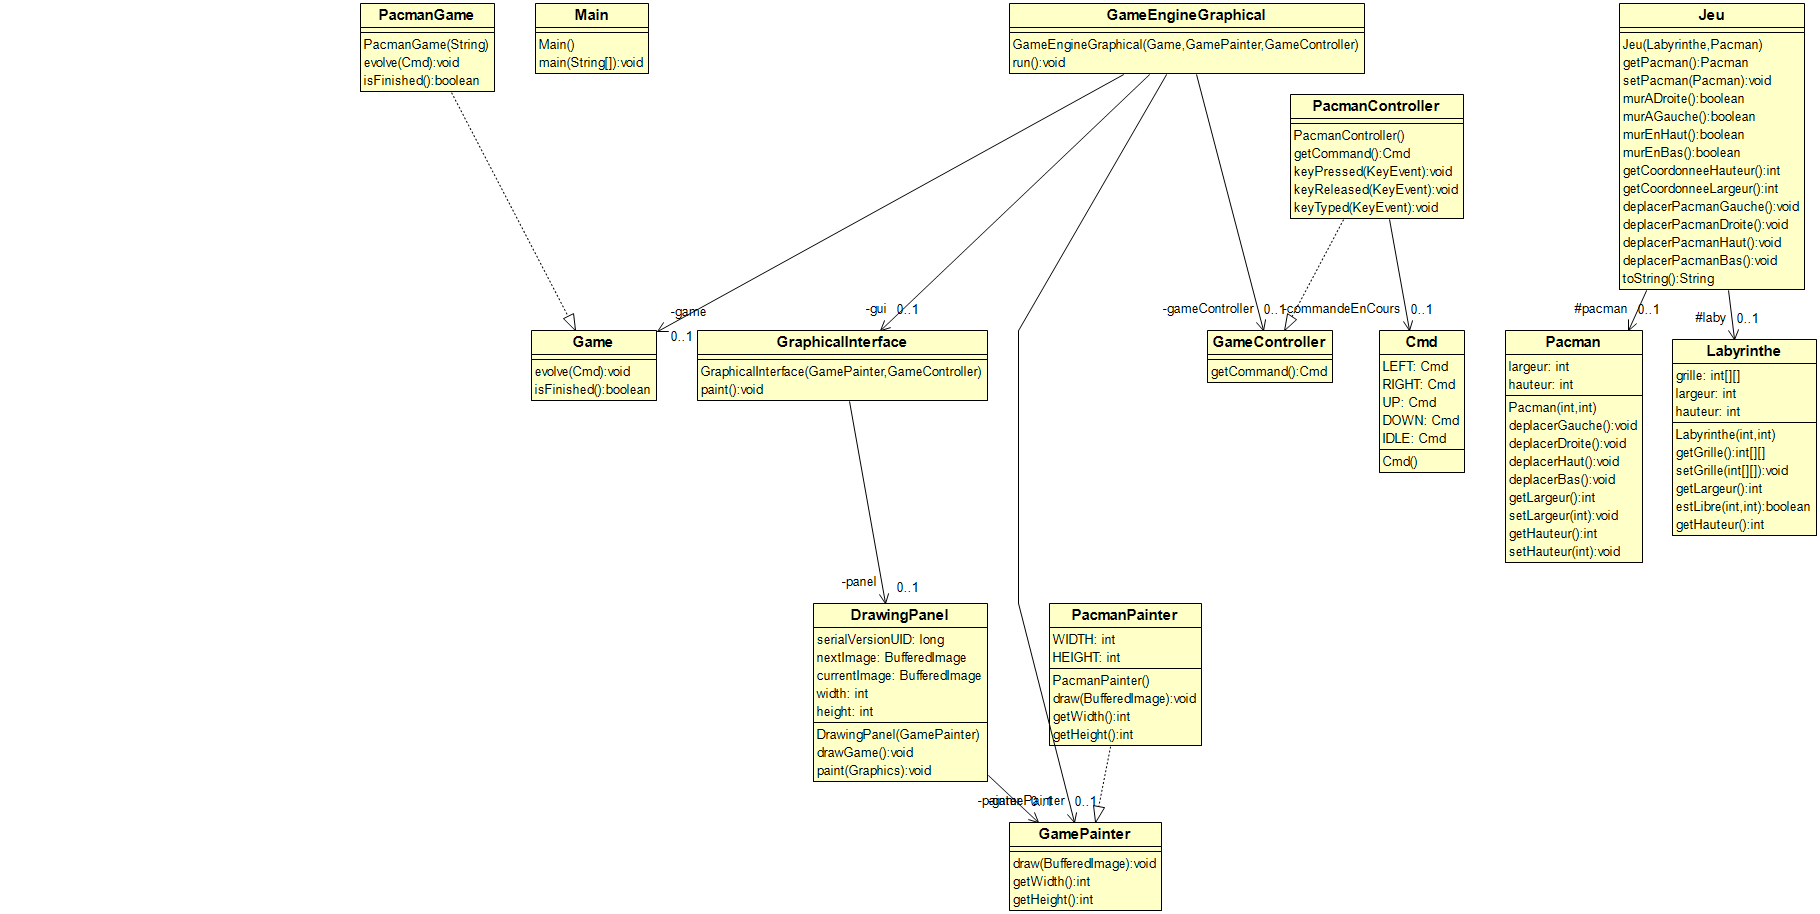 PacmanGame
PacmanGame(String)
evolve(Cmd):void
isFinished():boolean
Main
Main()
main(String[]):void
GameEngineGraphical
GameEngineGraphical(Game,GamePainter,GameController)
run():void
PacmanController
PacmanController()
getCommand():Cmd
keyPressed(KeyEvent):void
keyReleased(KeyEvent):void
keyTyped(KeyEvent):void
Jeu
Jeu(Labyrinthe,Pacman)
getPacman():Pacman
setPacman(Pacman):void
murADroite():boolean
murAGauche():boolean
murEnHaut():boolean
murEnBas():boolean
getCoordonneeHauteur():int
getCoordonneeLargeur():int
deplacerPacmanGauche():void
deplacerPacmanDroite():void
deplacerPacmanHaut():void
deplacerPacmanBas():void
toString():String
-game
0..1
-gui 0..1
-gameController 0..1
-commandeEnCours 0..1
#pacman 0..1
#laby 0..1
Game
evolve(Cmd):void
isFinished():boolean
GraphicalInterface
GraphicalInterface(GamePainter,GameController)
paint():void
GameController
getCommand():Cmd
Cmd
LEFT: Cmd
RIGHT: Cmd
UP: Cmd
DOWN: Cmd
IDLE: Cmd
Cmd()
Pacman
largeur: int
hauteur: int
Pacman(int,int)
deplacerGauche():void
deplacerDroite():void
deplacerHaut():void
deplacerBas():void
getLargeur():int
setLargeur(int):void
getHauteur():int
setHauteur(int):void
Labyrinthe
grille: int[][]
largeur: int
hauteur: int
Labyrinthe(int,int)
getGrille():int[][]
setGrille(int[][]):void
getLargeur():int
estLibre(int,int):boolean
getHauteur():int
-panel 0..1
DrawingPanel
serialVersionUID: long
nextImage: BufferedImage
currentImage: BufferedImage
width: int
height: int
DrawingPanel(GamePainter)
drawGame():void
paint(Graphics):void
PacmanPainter
WIDTH: int
HEIGHT: int
PacmanPainter()
draw(BufferedImage):void
getWidth():int
getHeight():int
-painter 0..1
-gamePainter 0..1
GamePainter
draw(BufferedImage):void
getWidth():int
getHeight():int